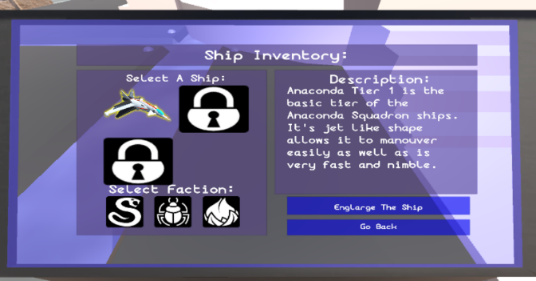 Ship Inventory:
Select A Ship:
Description:
Anaconda Tier 1 is the
basic tier of the
Anaconda Squadron ships.
It's jet like shape
allows it to manouver
easily as well as is
very fast and nimble.
Select Faction:
Englarge The Ship
Go Back